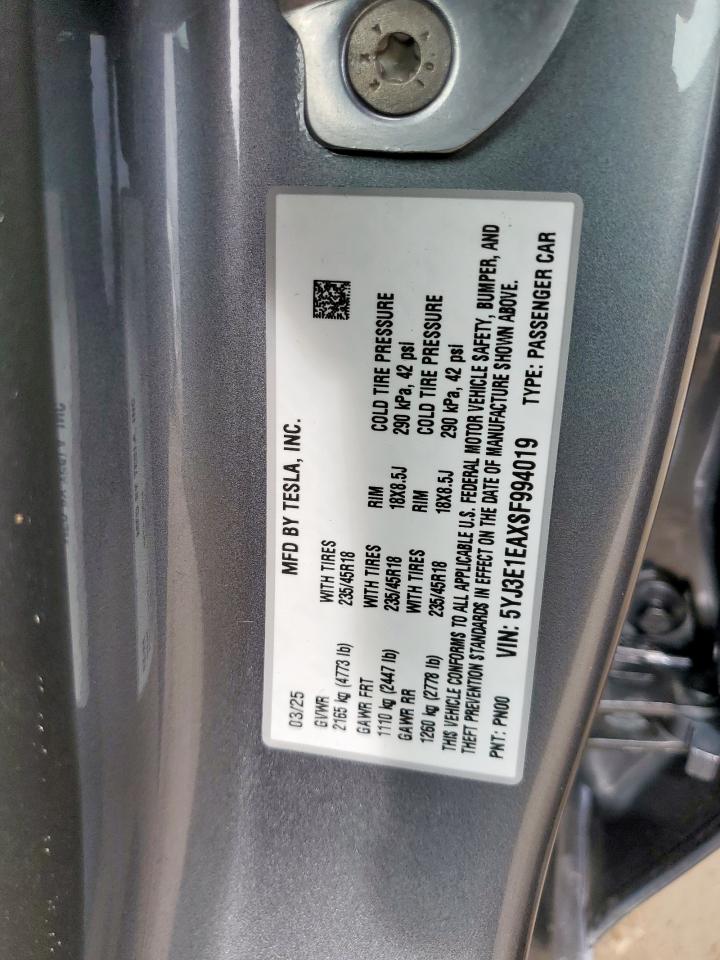 MFD BY TESLA, INC.
03/25
GVWR WITH TIRES
2165 kg (4773 lb) 235/45R18
GAWR FRT WITH TIRES RIM COLD TIRE PRESSURE
1110 kg (2447 lb) 235/45R18 18X8.5J 290 kPa, 42 psi
GAWR RR WITH TIRES RIM COLD TIRE PRESSURE
1260 kg (2778 lb) 235/45R18 18X8.5J 290 kPa, 42 psi
THIS VEHICLE CONFORMS TO ALL APPLICABLE U.S. FEDERAL MOTOR VEHICLE SAFETY, BUMPER, AND
THEFT PREVENTION STANDARDS IN EFFECT ON THE DATE OF MANUFACTURE SHOWN ABOVE.
PNT: PN00 VIN: 5YJ3E1EAXSF994019 TYPE: PASSENGER CAR